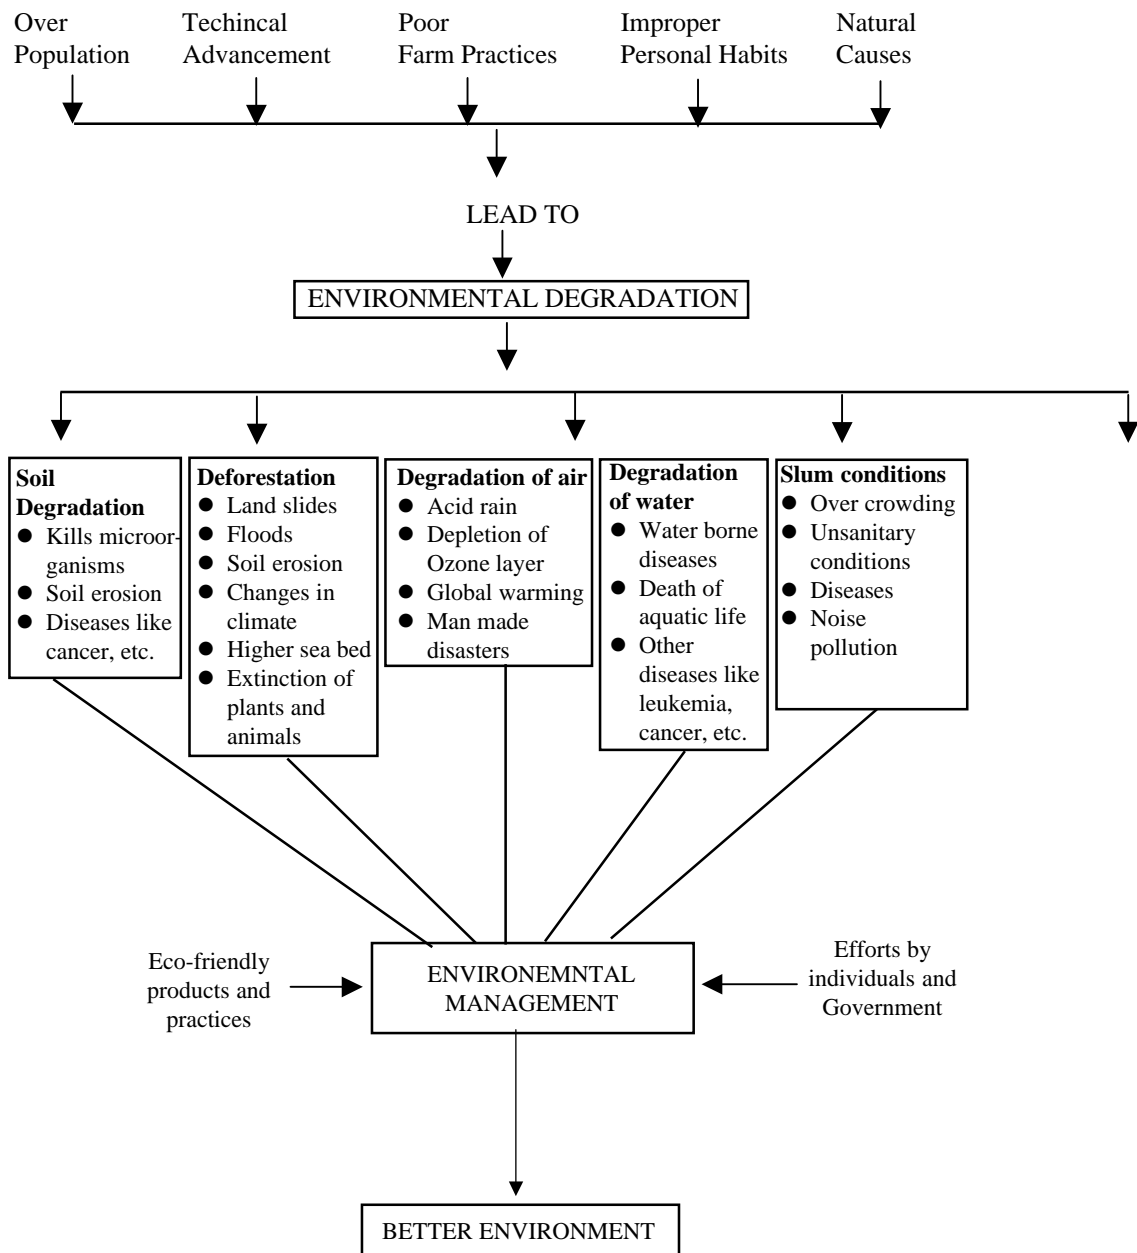 Over
Population
Techincal
Advancement
Poor
Farm Practices
Improper
Personal Habits
Natural
Causes
LEAD TO
ENVIRONMENTAL DEGRADATION
Soil
Degradation
● Kills microor-
ganisms
● Soil erosion
● Diseases like
cancer, etc.
Deforestation
● Land slides
● Floods
● Soil erosion
● Changes in
climate
● Higher sea bed
● Extinction of
plants and
animals
Degradation of air
● Acid rain
● Depletion of
Ozone layer
● Global warming
● Man made
disasters
Degradation
of water
● Water borne
diseases
● Death of
aquatic life
● Other
diseases like
leukemia,
cancer, etc.
Slum conditions
● Over crowding
● Unsanitary
conditions
● Diseases
● Noise
pollution
Eco-friendly
products and
practices
ENVIRONEMNTAL
MANAGEMENT
Efforts by
individuals and
Government
BETTER ENVIRONMENT